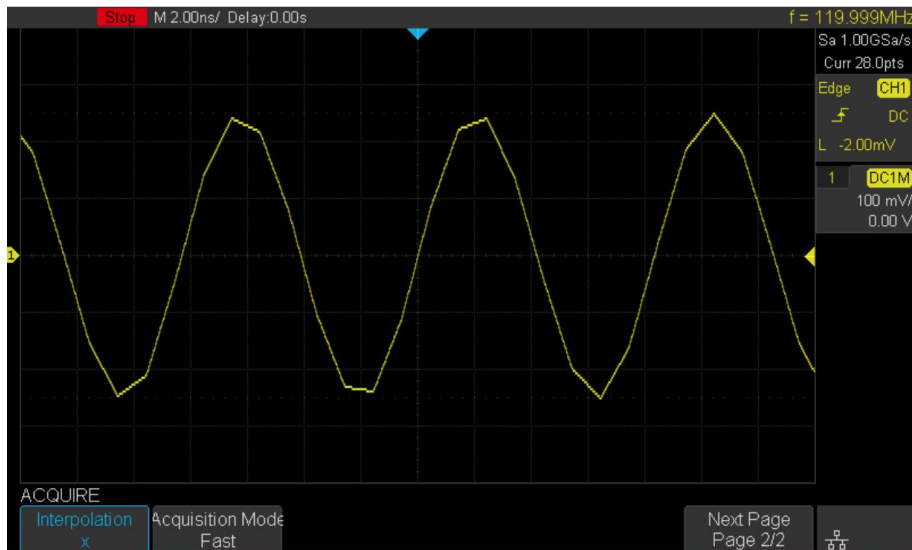 Stop M 2.00ns/ Delay:0.00s f = 119.999MHz
Sa 1.00GSa/s
Curr 28.0pts
Edge CH1
DC
L -2.00mV
1 DC1M
100 mV/
0.00 V
1
ACQUIRE
Interpolation Acquisition Mode Next Page
x Fast Page 2/2